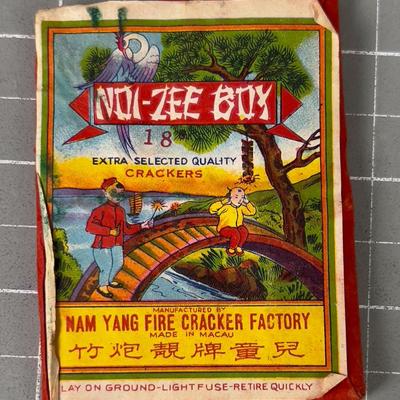 NOI-ZEE BOY
18
EXTRA SELECTED QUALITY
CRACKERS
MANUFACTURED BY
NAM YANG FIRE CRACKER FACTORY
MADE IN MACAU
竹炮靚牌童兒
LAY ON GROUND-LIGHT FUSE-RETIRE QUICKLY